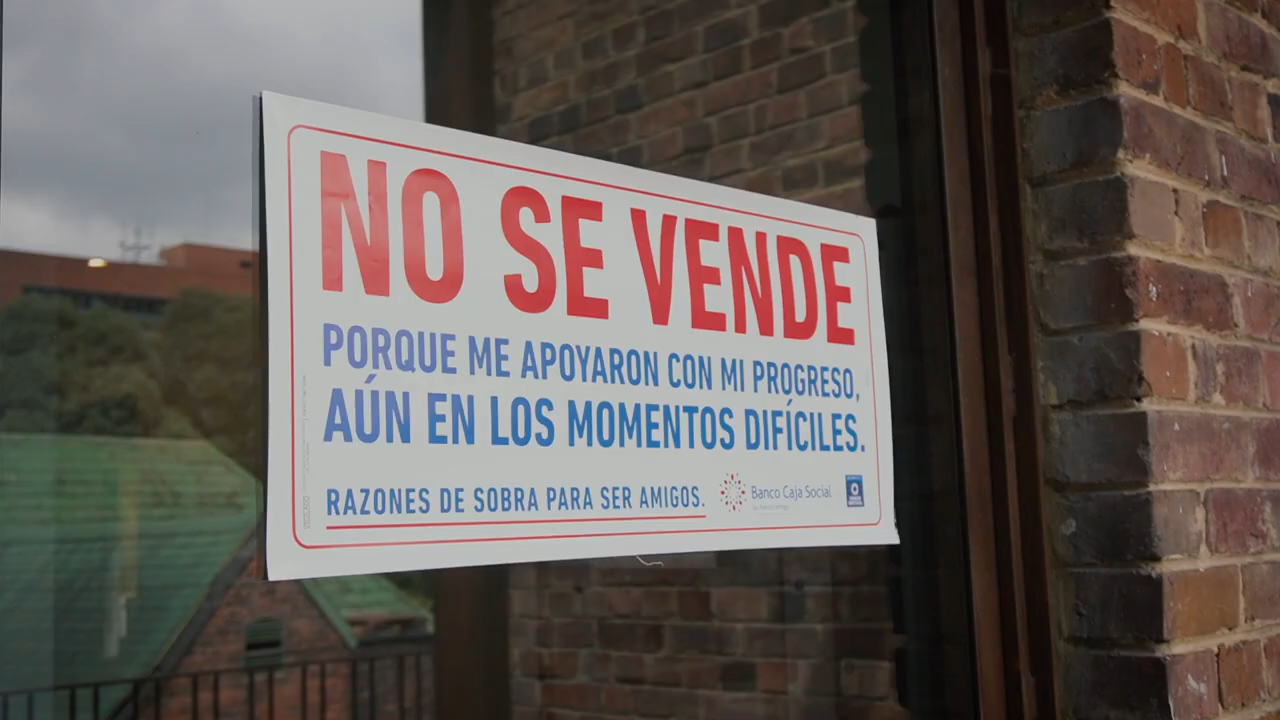 NO SE VENDE
PORQUE ME APOYARON CON MI PROGRESO,
AÚN EN LOS MOMENTOS DIFÍCILES.
RAZONES DE SOBRA PARA SER AMIGOS.
Banco Caja Social